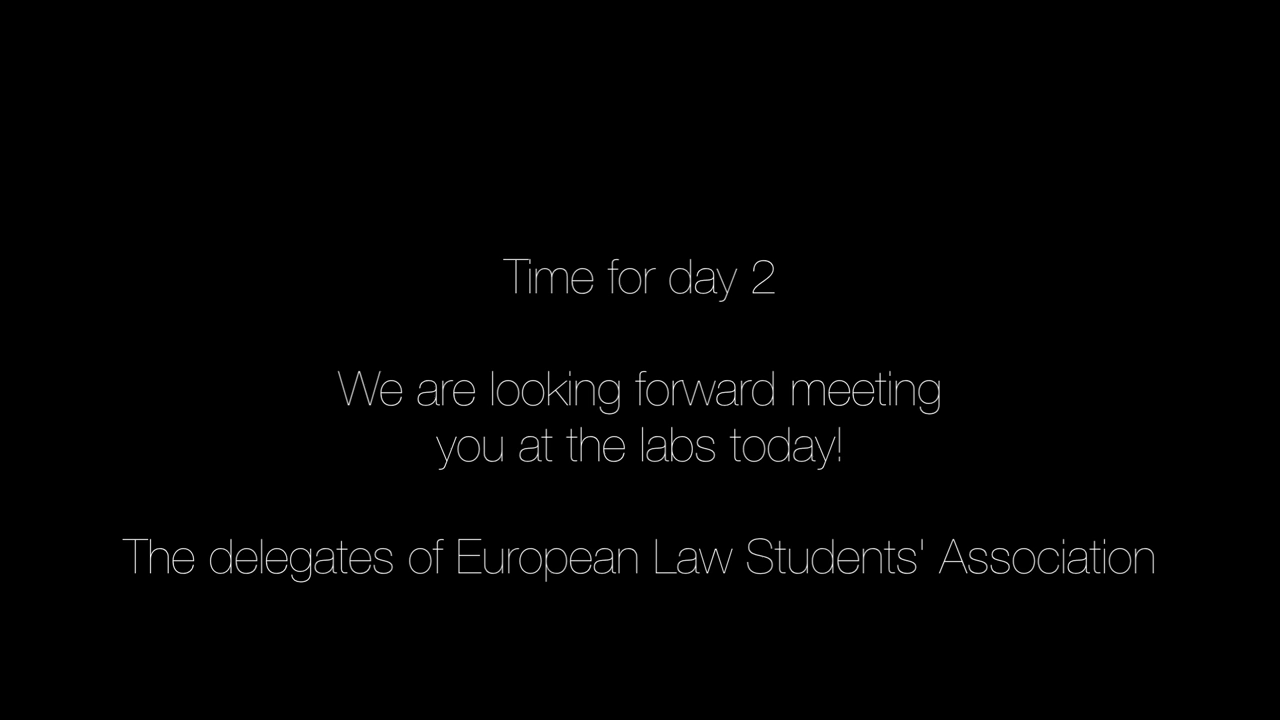 Time for day 2
We are looking forward meeting
you at the labs today!
The delegates of European Law Students' Association